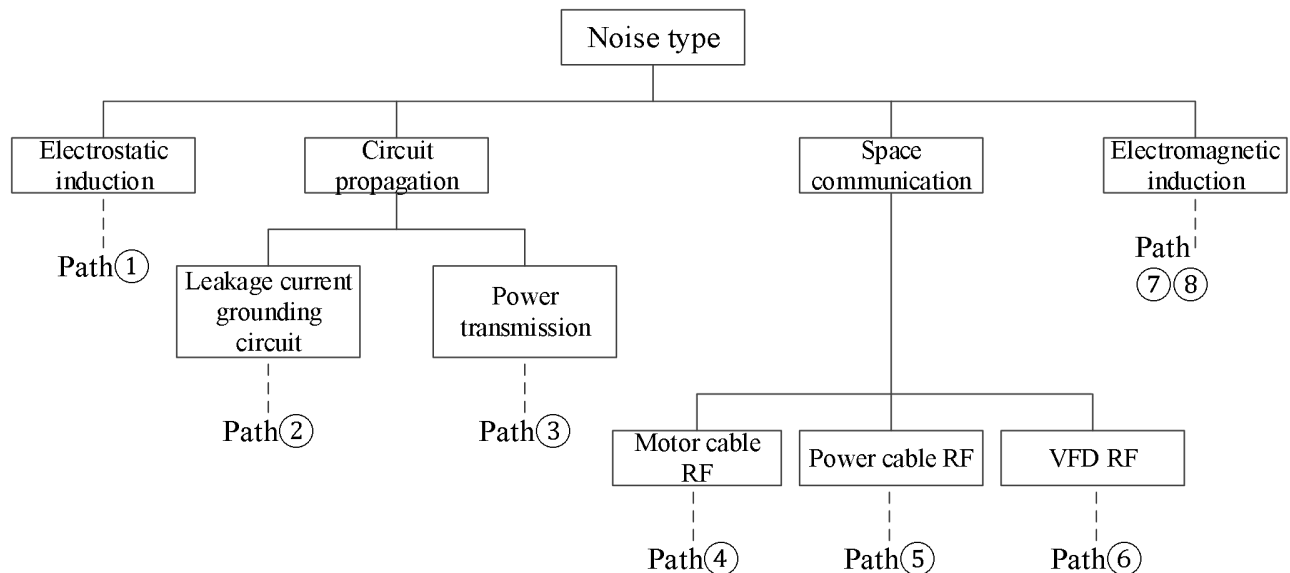 Noise type
Electrostatic
induction
Circuit
propagation
Space
communication
Electromagnetic
induction
Path①
Leakage current
grounding
circuit
Power
transmission
Path
⑦⑧
Path②
Path③
Motor cable
RF
Power cable RF
VFD RF
Path④
Path⑤
Path⑥